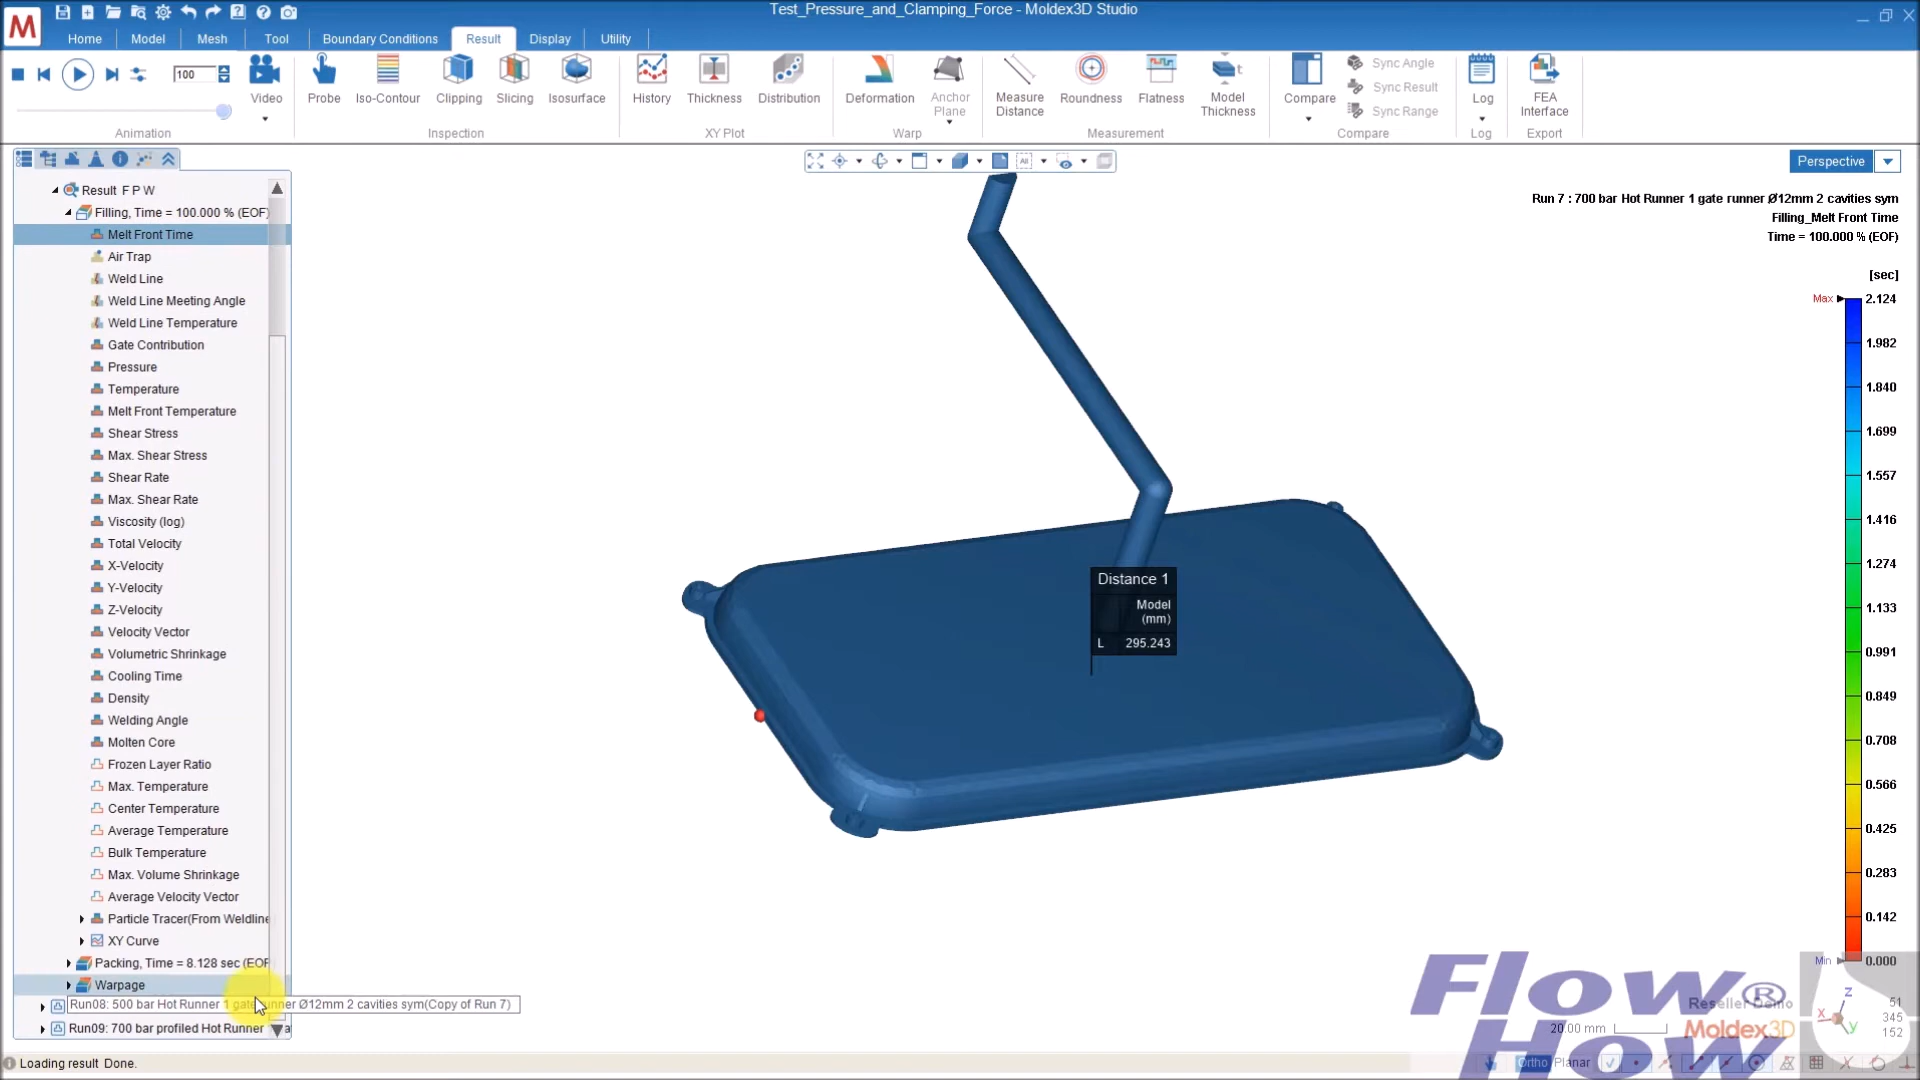 Test_Pressure_and_Clamping_Force - Moldex3D Studio
M
Home Model Mesh Tool Boundary Conditions Result Display Utility
100
Video
Animation
Probe Iso-Contour Clipping Slicing Isosurface
Inspection
History Thickness Distribution
XY Plot
Deformation
Anchor
Plane
Warp
Measure
Distance
Roundness Flatness
Model
Thickness
Measurement
Compare
Sync Angle
Sync Result
Sync Range
Compare
Log
Log
FEA
Interface
Export
Perspective
Result F P W
Filling, Time = 100.000 % (EOF)
Melt Front Time
Air Trap
Weld Line
Weld Line Meeting Angle
Weld Line Temperature
Gate Contribution
Pressure
Temperature
Melt Front Temperature
Shear Stress
Max. Shear Stress
Shear Rate
Max. Shear Rate
Viscosity (log)
Total Velocity
X-Velocity
Y-Velocity
Z-Velocity
Velocity Vector
Volumetric Shrinkage
Cooling Time
Density
Welding Angle
Molten Core
Frozen Layer Ratio
Max. Temperature
Center Temperature
Average Temperature
Bulk Temperature
Max. Volume Shrinkage
Average Velocity Vector
Particle Tracer(From Weldline
XY Curve
Packing, Time = 8.128 sec (EOP
Warpage
Run08: 500 bar Hot Runner 1 gate runner Ø12mm 2 cavities sym(Copy of Run 7)
Run09: 700 bar profiled Hot Runner
Loading result Done.
Run 7 : 700 bar Hot Runner 1 gate runner Ø12mm 2 cavities sym
Filling_Melt Front Time
Time = 100.000 % (EOF)
[sec]
Max 2.124
1.982
1.840
1.699
1.557
1.416
1.274
1.133
0.991
0.849
0.708
0.566
0.425
0.283
0.142
Min 0.000
Distance 1
Model
(mm)
L 295.243
Flow®
How
Reseller Demo
Moldex3D
20.00 mm
Z
X
Y
51
345
152
Ortho Planar